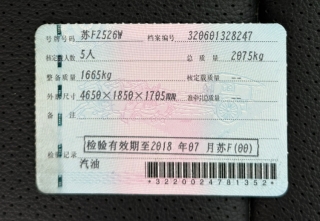 号牌号码 苏FZ526W 档案编号 320601328247
核定载人数 5人 总质量 2075kg
整备质量 1665kg 核定载质量 --
外廓尺寸 4650×1850×1705mm 准牵引总质量 --
备注
检验有效期至2018年07月苏F(00)
检验记录
汽油
*3220024781352*